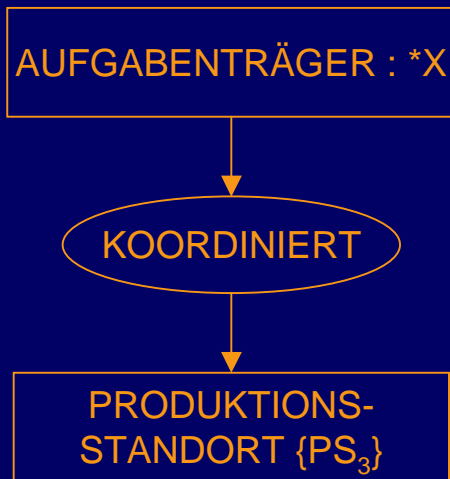 AUFGABENTRÄGER : *X
KOORDINIERT
PRODUKTIONS-
STANDORT {PS₃}